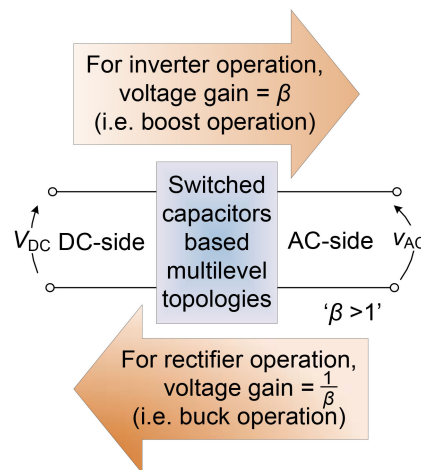 For inverter operation,
voltage gain = β
(i.e. boost operation)
Switched
capacitors
based
multilevel
topologies
V_DC
DC-side
AC-side
v_AC
‘β >1’
For rectifier operation,
voltage gain = 1/β
(i.e. buck operation)